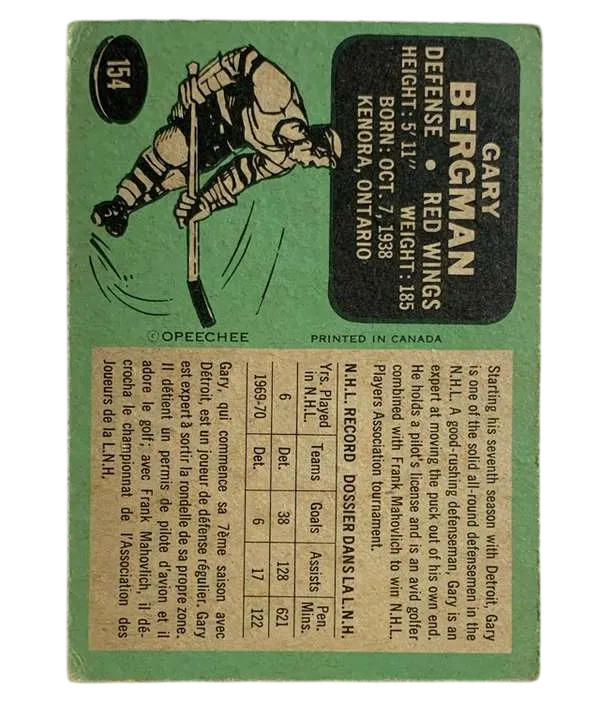 154
GARY
BERGMAN
DEFENSE • RED WINGS
HEIGHT: 5' 11" WEIGHT: 185
BORN: OCT. 7, 1938
KENORA, ONTARIO
© OPEECHEE
PRINTED IN CANADA
Starting his seventh season with Detroit, Gary
is one of the solid all-round defensemen in the
N.H.L. A good-rushing defenseman, Gary is an
expert at moving the puck out of his own end.
He holds a pilot's license and is an avid golfer
combined with Frank Mahovlich to win N.H.L.
Players Association tournament.
N.H.L. RECORD DOSSIER DANS LA L.N.H.
Yrs. Played in N.H.L. Teams Goals Assists Pen. Mins.
6 Det. 38 128 621
1969-70 Det. 6 17 122
Gary, qui commence sa 7ème saison avec
Détroit, est un joueur de défense régulier. Gary
est expert à sortir la rondelle de sa propre zone.
Il détient un permis de pilote d'avion et il
adore le golf; avec Frank Mahovlich, il dé-
crocha le championnat de l'Association des
Joueurs de la L.N.H.